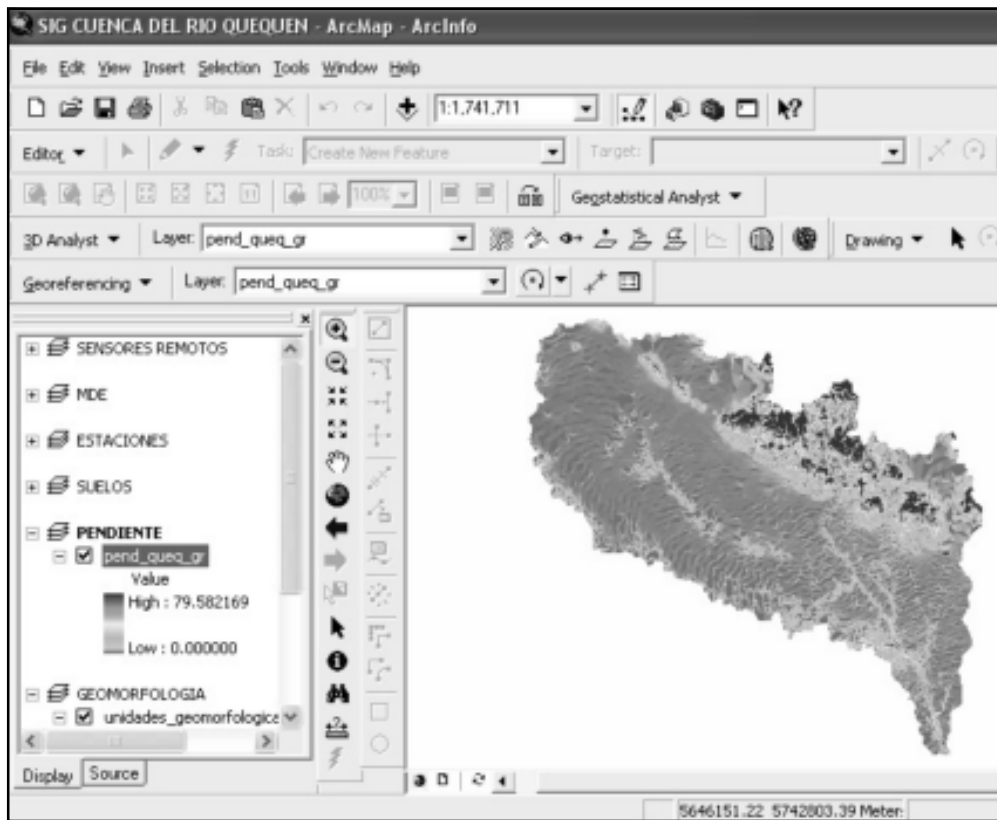 SIG CUENCA DEL RIO QUEQUEN - ArcMap - ArcInfo
File Edit View Insert Selection Tools Window Help
1:1,741,711
Editor Task: Create New Feature Target:
100% Geostatistical Analyst
3D Analyst Layer: pend_queq_gr Drawing
Georeferencing Layer: pend_queq_gr
SENSORES REMOTOS
MDE
ESTACIONES
SUELOS
PENDIENTE
pend_queq_gr
Value
High : 79.582169
Low : 0.000000
GEOMORFOLOGIA
unidades_geomorfologica
Display Source
5646151.22 5742803.39 Meter